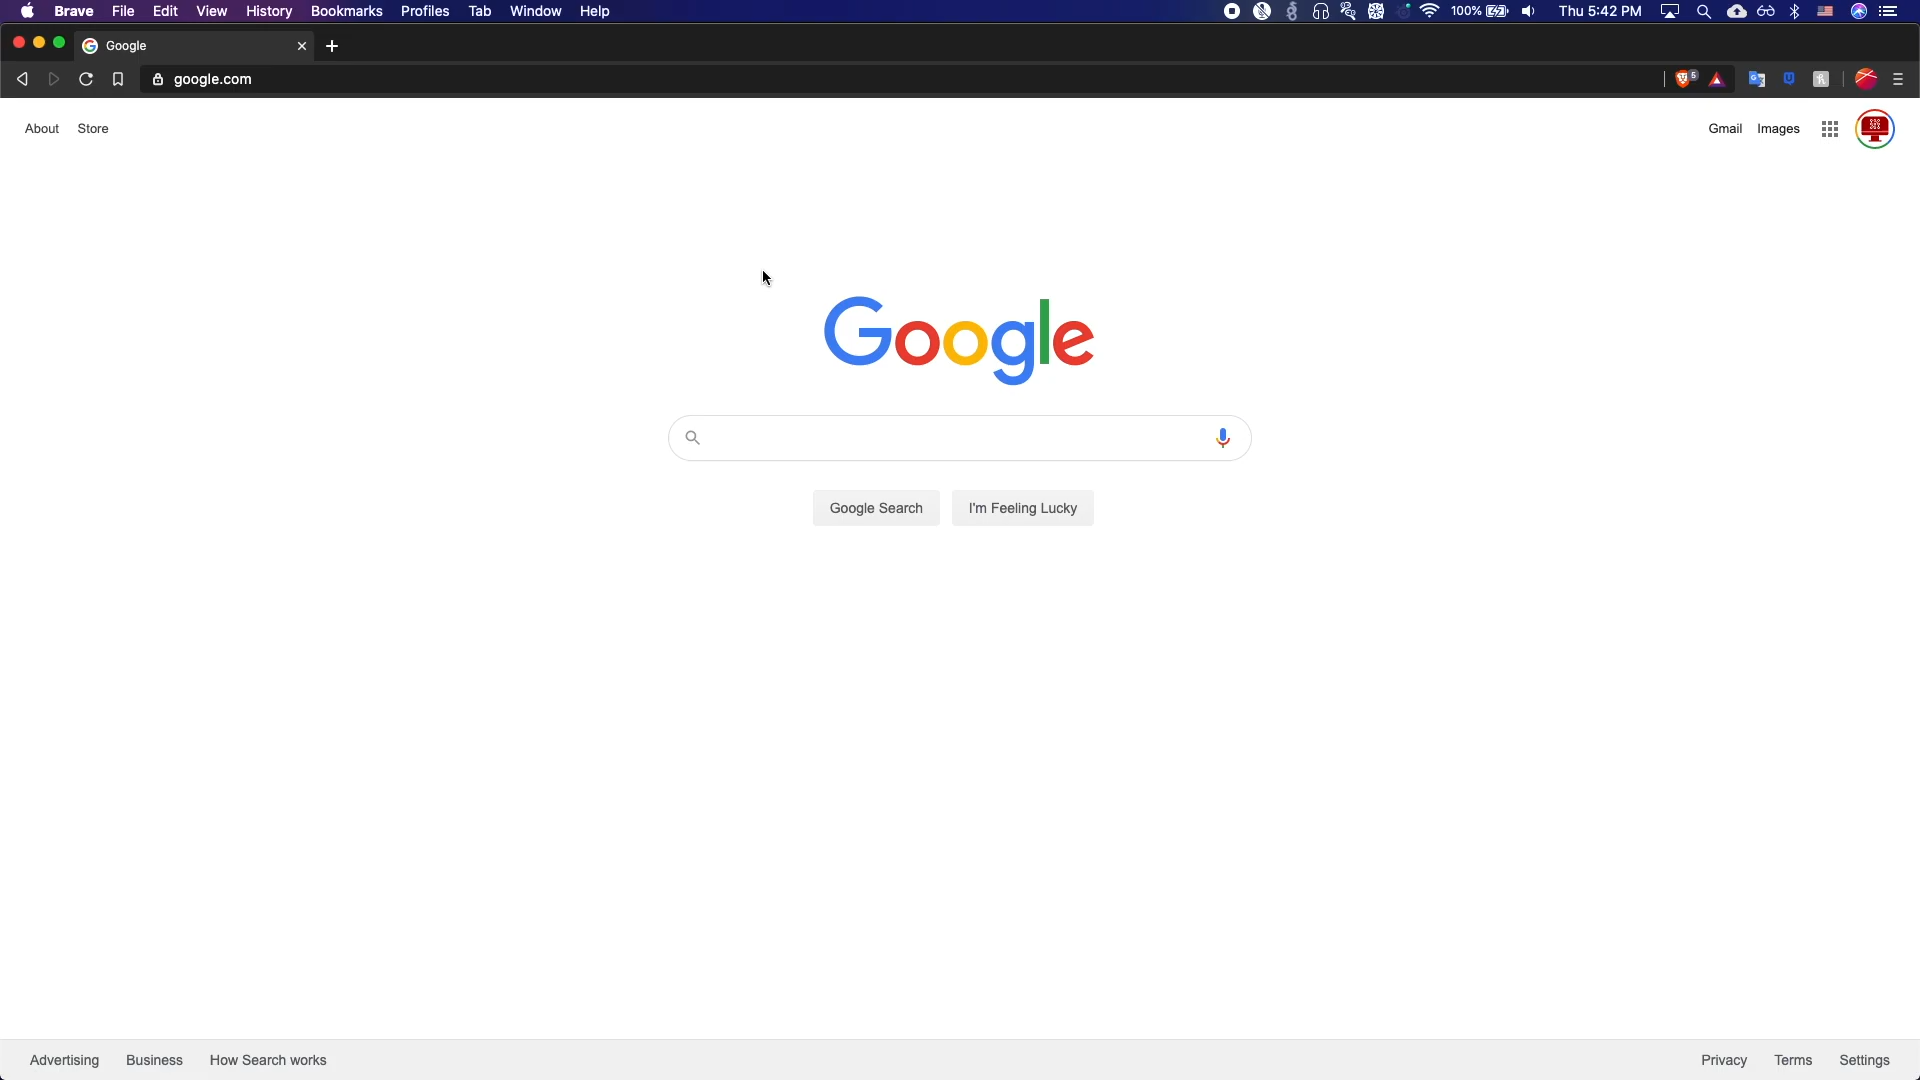 Brave File Edit View History Bookmarks Profiles Tab Window Help 100% Thu 5:42 PM
Google
google.com 5
About Store Gmail Images
Google
Google Search I'm Feeling Lucky
Advertising Business How Search works Privacy Terms Settings